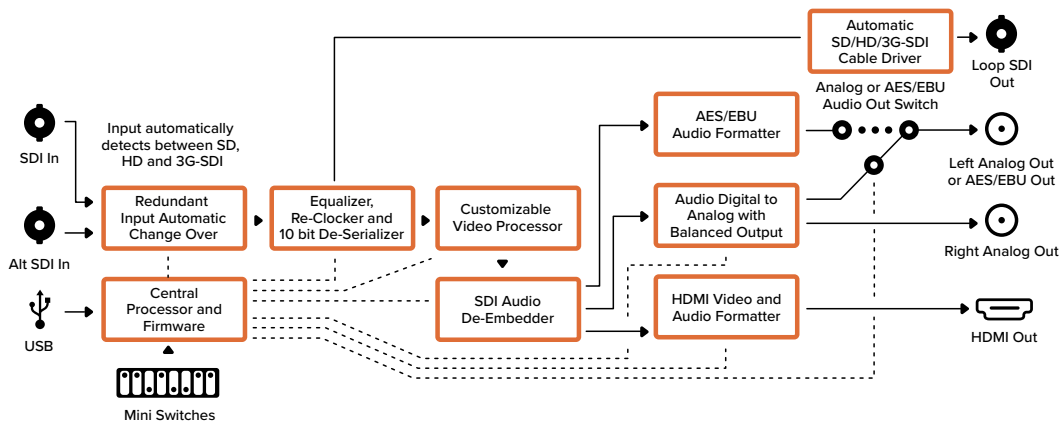 Automatic
SD/HD/3G-SDI
Cable Driver
Loop SDI
Out
Analog or AES/EBU
Audio Out Switch
SDI In
Input automatically
detects between SD,
HD and 3G-SDI
AES/EBU
Audio Formatter
Left Analog Out
or AES/EBU Out
Alt SDI In
Redundant
Input Automatic
Change Over
Equalizer,
Re-Clocker and
10 bit De-Serializer
Customizable
Video Processor
Audio Digital to
Analog with
Balanced Output
Right Analog Out
USB
Central
Processor and
Firmware
SDI Audio
De-Embedder
HDMI Video and
Audio Formatter
HDMI Out
Mini Switches